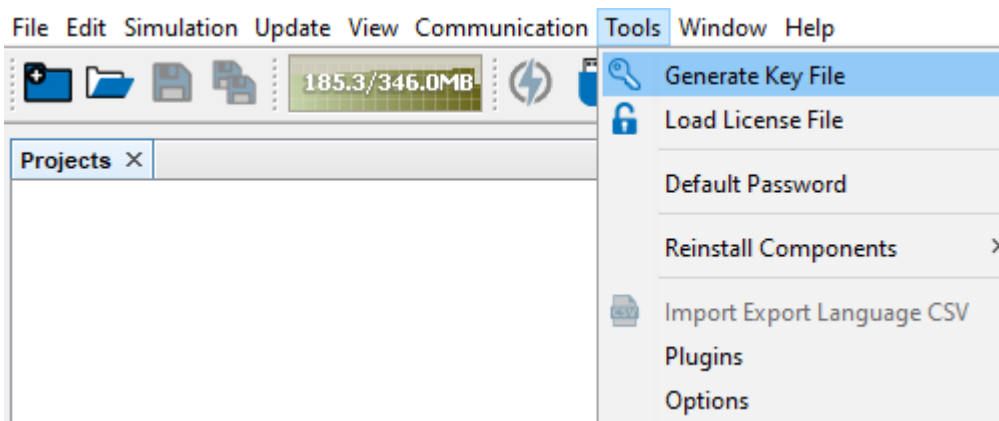 File Edit Simulation Update View Communication Tools Window Help
185.3/346.0MB
Generate Key File
Load License File
Projects
Default Password
Reinstall Components
CSV Import Export Language CSV
Plugins
Options